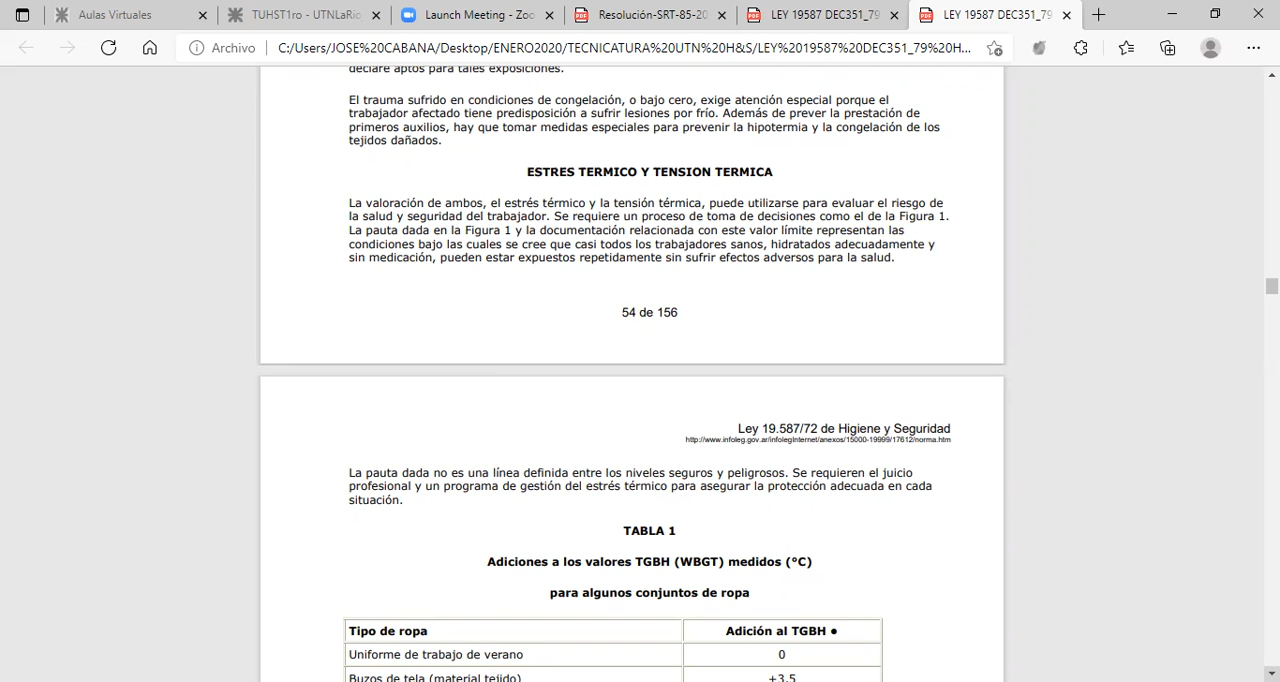 Aulas Virtuales
TUHST1ro - UTNLaRio
Launch Meeting - Zoo
Resolución-SRT-85-20
LEY 19587 DEC351_79
LEY 19587 DEC351_79
Archivo
C:/Users/JOSE%20CABANA/Desktop/ENERO2020/TECNICATURA%20UTN%20H&S/LEY%2019587%20DEC351_79%20H...
declare aptos para tales exposiciones.
El trauma sufrido en condiciones de congelación, o bajo cero, exige atención especial porque el
trabajador afectado tiene predisposición a sufrir lesiones por frío. Además de prever la prestación de
primeros auxilios, hay que tomar medidas especiales para prevenir la hipotermia y la congelación de los
tejidos dañados.
ESTRES TERMICO Y TENSION TERMICA
La valoración de ambos, el estrés térmico y la tensión térmica, puede utilizarse para evaluar el riesgo de
la salud y seguridad del trabajador. Se requiere un proceso de toma de decisiones como el de la Figura 1.
La pauta dada en la Figura 1 y la documentación relacionada con este valor límite representan las
condiciones bajo las cuales se cree que casi todos los trabajadores sanos, hidratados adecuadamente y
sin medicación, pueden estar expuestos repetidamente sin sufrir efectos adversos para la salud.
54 de 156
Ley 19.587/72 de Higiene y Seguridad
http://www.infoleg.gov.ar/infolegInternet/anexos/15000-19999/17612/norma.htm
La pauta dada no es una línea definida entre los niveles seguros y peligrosos. Se requieren el juicio
profesional y un programa de gestión del estrés térmico para asegurar la protección adecuada en cada
situación.
TABLA 1
Adiciones a los valores TGBH (WBGT) medidos (°C)
para algunos conjuntos de ropa
Tipo de ropa Adición al TGBH ●
Uniforme de trabajo de verano 0
Buzos de tela (material tejido) +3,5